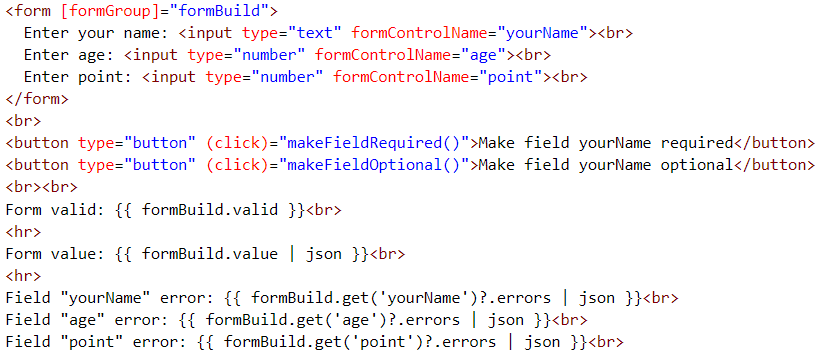 <form [formGroup]="formBuild">
  Enter your name: <input type="text" formControlName="yourName"><br>
  Enter age: <input type="number" formControlName="age"><br>
  Enter point: <input type="number" formControlName="point"><br>
</form>
<br>
<button type="button" (click)="makeFieldRequired()">Make field yourName required</button>
<button type="button" (click)="makeFieldOptional()">Make field yourName optional</button>
<br><br>
Form valid: {{ formBuild.valid }}<br>
<hr>
Form value: {{ formBuild.value | json }}<br>
<hr>
Field "yourName" error: {{ formBuild.get('yourName')?.errors | json }}<br>
Field "age" error: {{ formBuild.get('age')?.errors | json }}<br>
Field "point" error: {{ formBuild.get('point')?.errors | json }}<br>